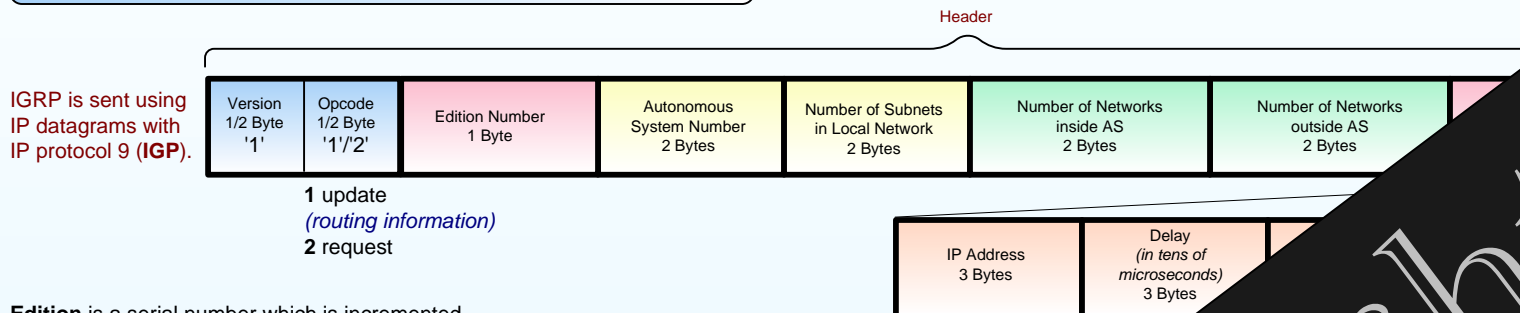 Header
IGRP is sent using
IP datagrams with
IP protocol 9 (IGP).
Version
1/2 Byte
'1'
Opcode
1/2 Byte
'1'/'2'
Edition Number
1 Byte
Autonomous
System Number
2 Bytes
Number of Subnets
in Local Network
2 Bytes
Number of Networks
inside AS
2 Bytes
Number of Networks
outside AS
2 Bytes
1 update
(routing information)
2 request
IP Address
3 Bytes
Delay
(in tens of
microseconds)
3 Bytes
Edition is a serial number which is incremented